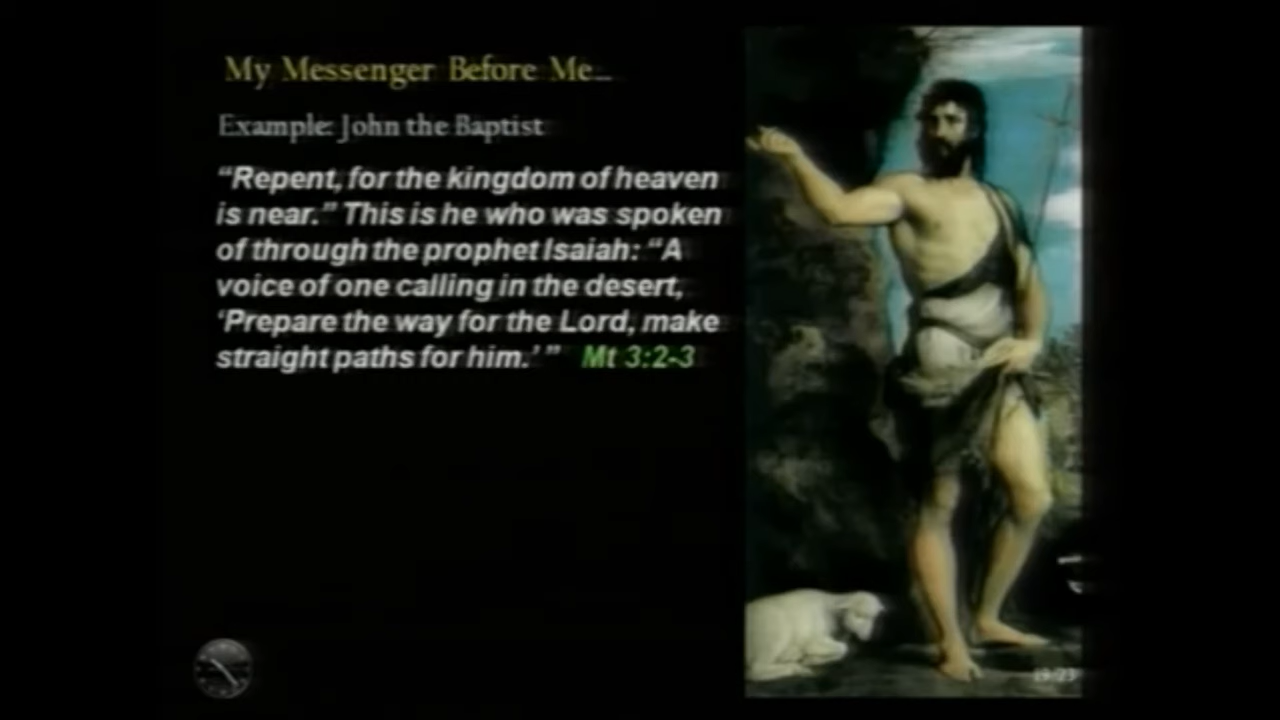 My Messenger Before Me...
Example: John the Baptist
“Repent, for the kingdom of heaven
is near.” This is he who was spoken
of through the prophet Isaiah: “A
voice of one calling in the desert,
‘Prepare the way for the Lord, make
straight paths for him.’ ” Mt 3:2-3